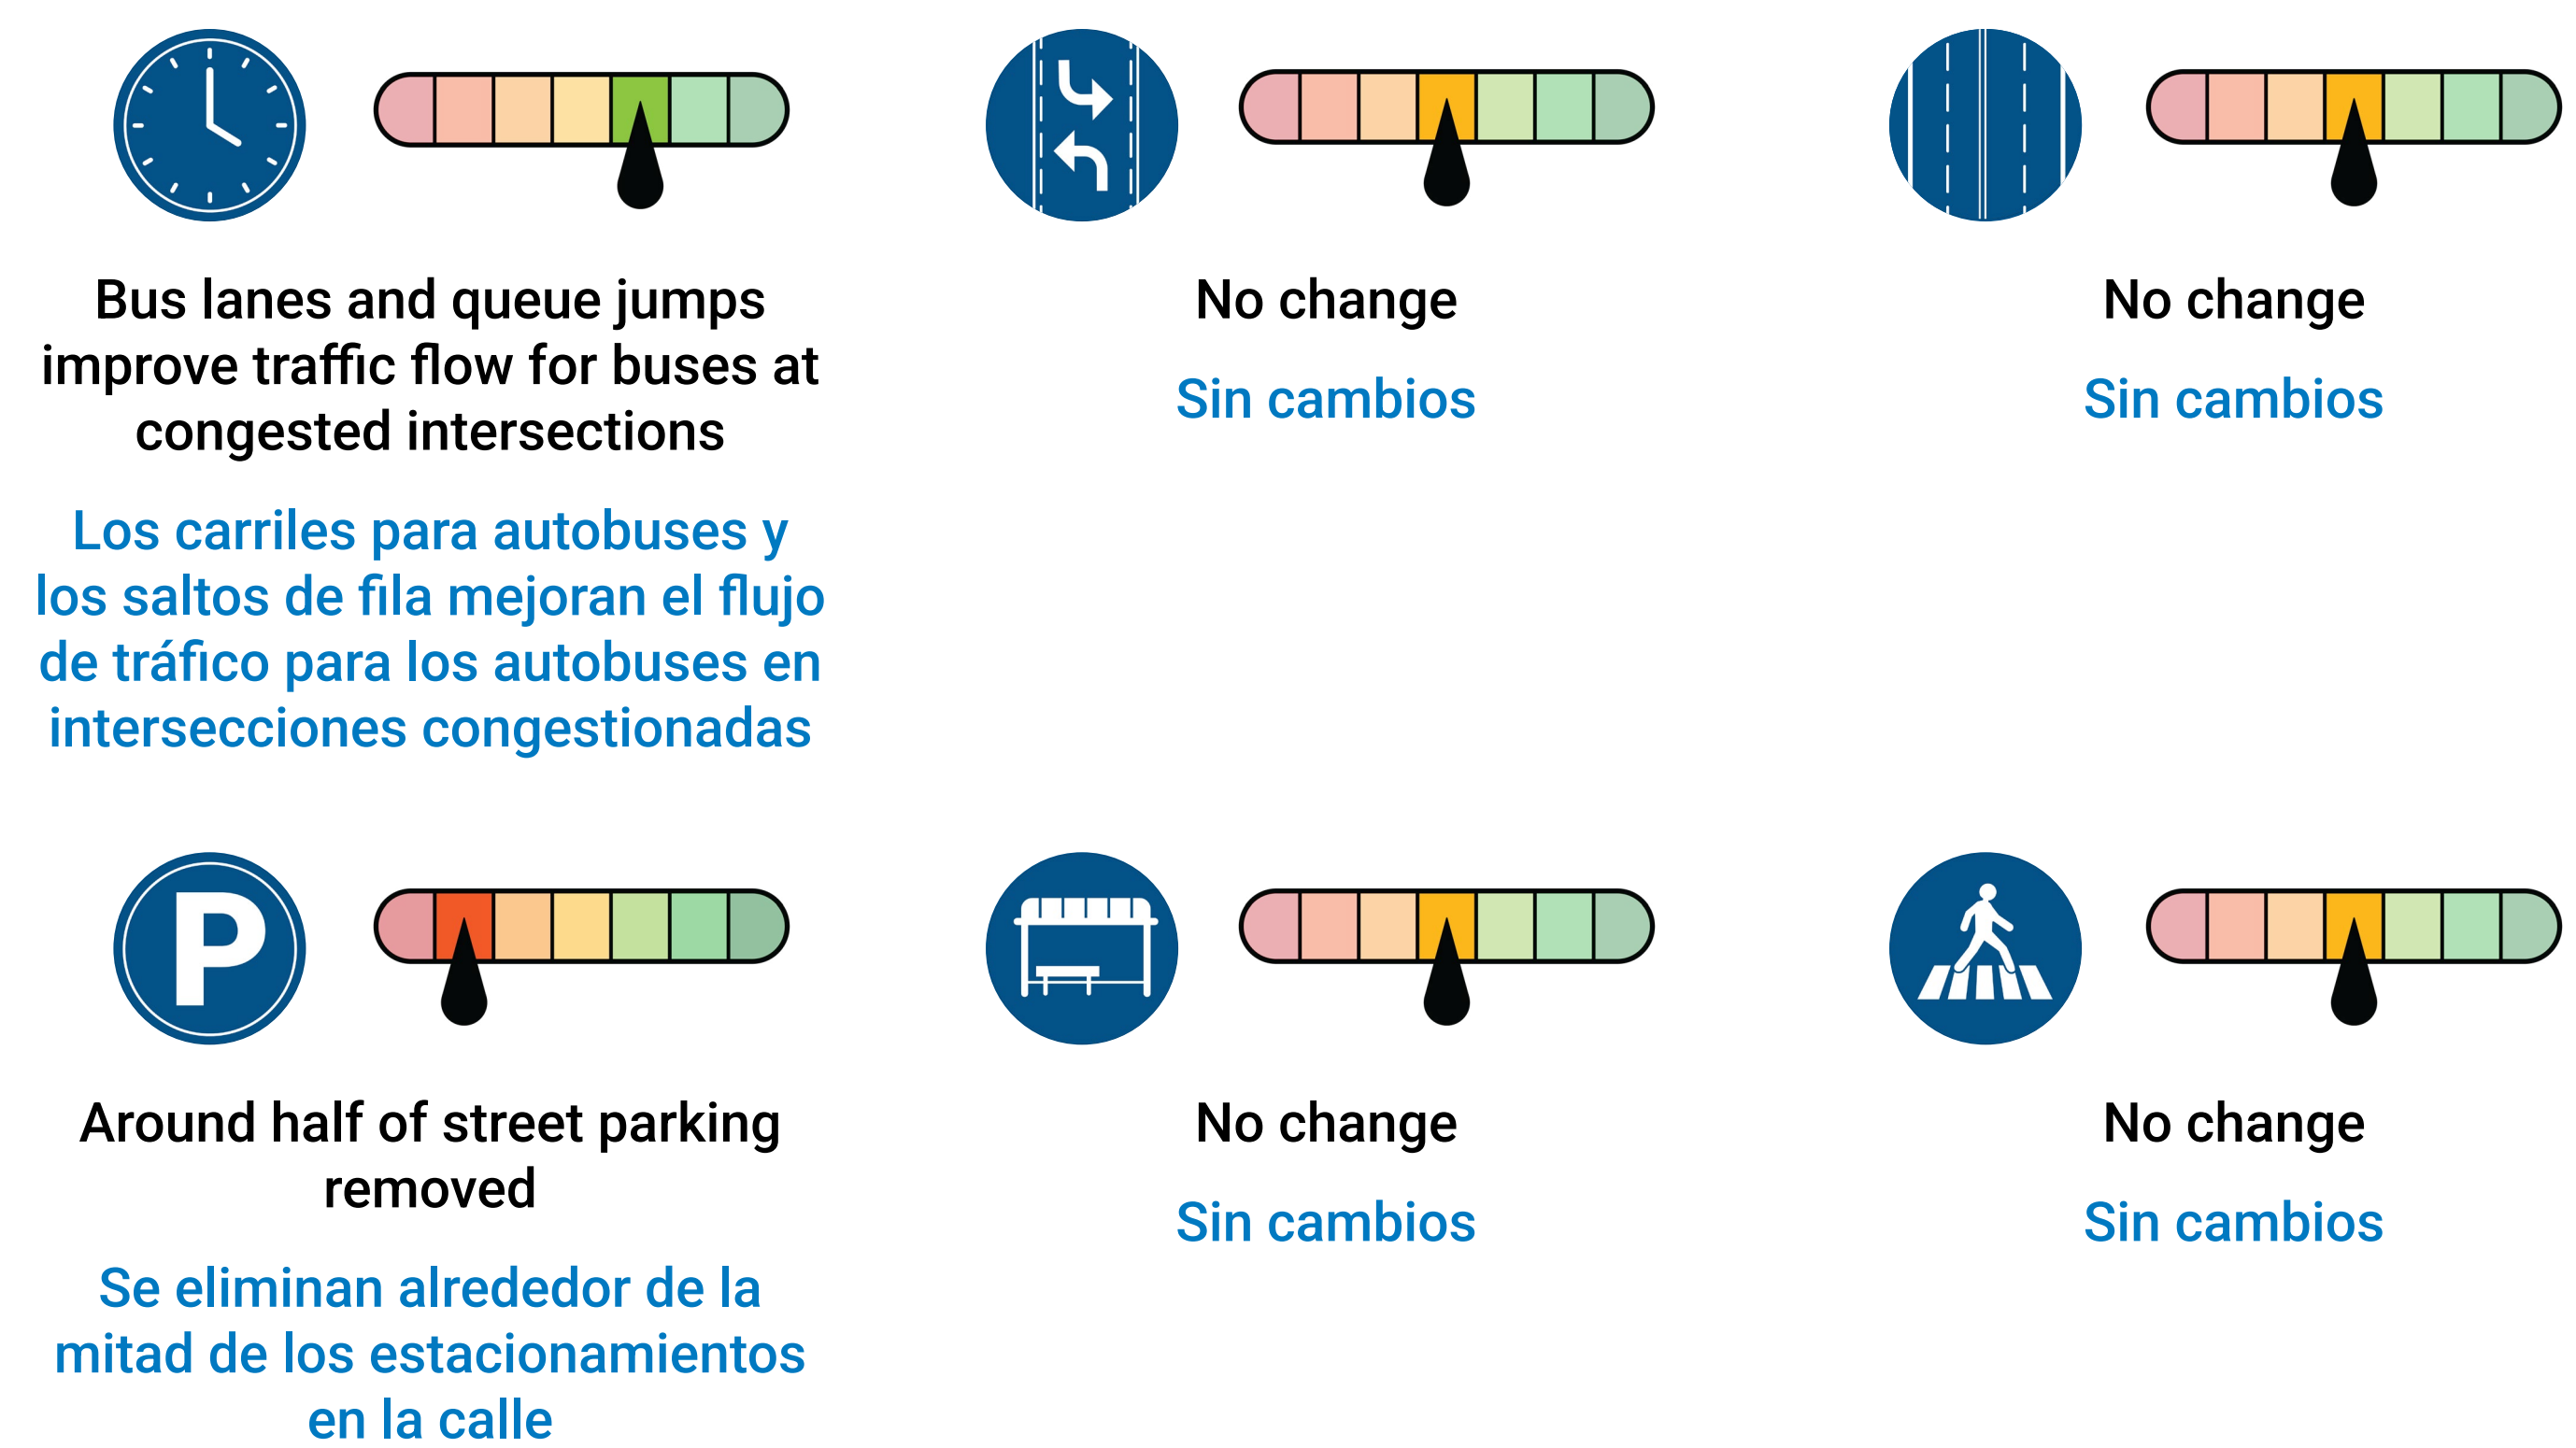 Bus lanes and queue jumps
improve traffic flow for buses at
congested intersections
Los carriles para autobuses y
los saltos de fila mejoran el flujo
de tráfico para los autobuses en
intersecciones congestionadas
No change
Sin cambios
No change
Sin cambios
P
Around half of street parking
removed
Se eliminan alrededor de la
mitad de los estacionamientos
en la calle
No change
Sin cambios
No change
Sin cambios